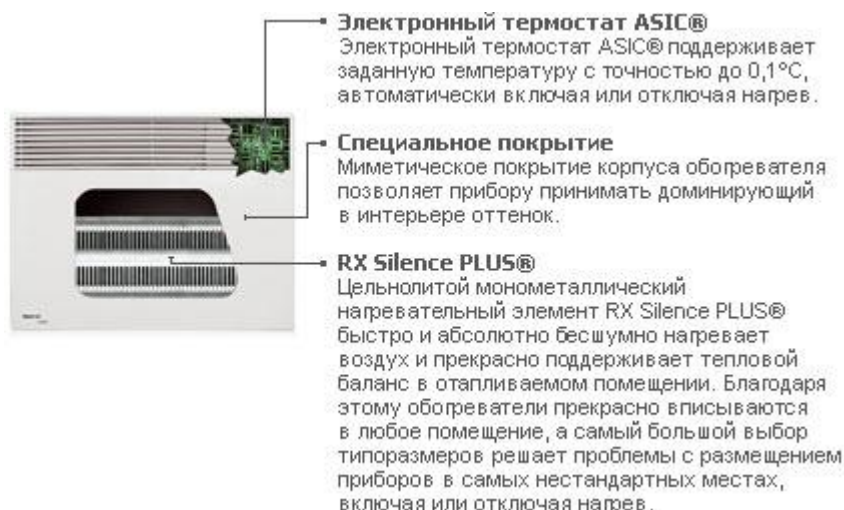 Электронный термостат ASIC®
Электронный термостат ASIC® поддерживает
заданную температуру с точностью до 0,1°С,
автоматически включая или отключая нагрев.
Специальное покрытие
Миметическое покрытие корпуса обогревателя
позволяет прибору принимать доминирующий
в интерьере оттенок.
RX Silence PLUS®
Цельнолитой монометаллический
нагревательный элемент RX Silence PLUS®
быстро и абсолютно бесшумно нагревает
воздух и прекрасно поддерживает тепловой
баланс в отапливаемом помещении. Благодаря
этому обогреватели прекрасно вписываются
в любое помещение, а самый большой выбор
типоразмеров решает проблемы с размещением
приборов в самых нестандартных местах,
включая или отключая нагрев.